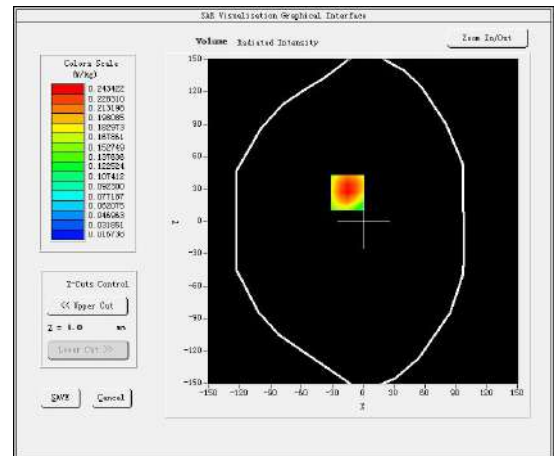 SAR Visualisation Graphical Interface
Volume Radiated Intensity
Zoom In/Out
Colors Scale
(W/Kg)
0.243422
0.228310
0.213198
0.198085
0.182973
0.167861
0.152749
0.137636
0.122524
0.107412
0.092300
0.077187
0.062075
0.046963
0.031851
0.016738
150
120
90
60
30
0
-30
-60
-90
-120
-150
-150 -120 -90 -60 -30 0 30 60 90 120 150
X
Z-Cuts Control
<< Upper Cut
Z = 1.0 mm
Lower Cut >>
SAVE
Cancel